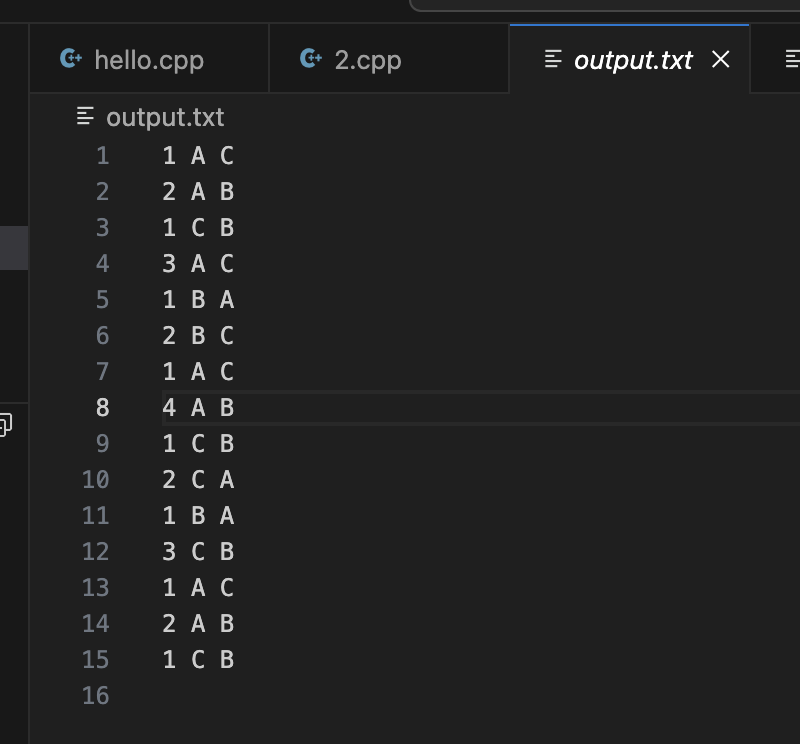 hello.cpp 2.cpp output.txt
output.txt
1 1 A C
2 2 A B
3 1 C B
4 3 A C
5 1 B A
6 2 B C
7 1 A C
8 4 A B
9 1 C B
10 2 C A
11 1 B A
12 3 C B
13 1 A C
14 2 A B
15 1 C B
16